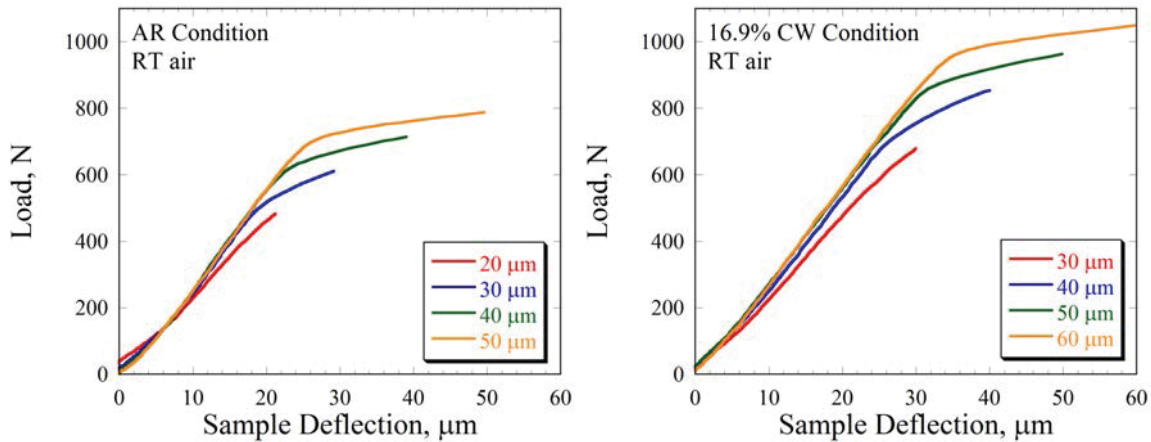 AR Condition
RT air
1000
800
600
400
200
0
Load, N
0 10 20 30 40 50 60
Sample Deflection, μm
20 μm
30 μm
40 μm
50 μm
16.9% CW Condition
RT air
1000
800
600
400
200
0
Load, N
0 10 20 30 40 50 60
Sample Deflection, μm
30 μm
40 μm
50 μm
60 μm